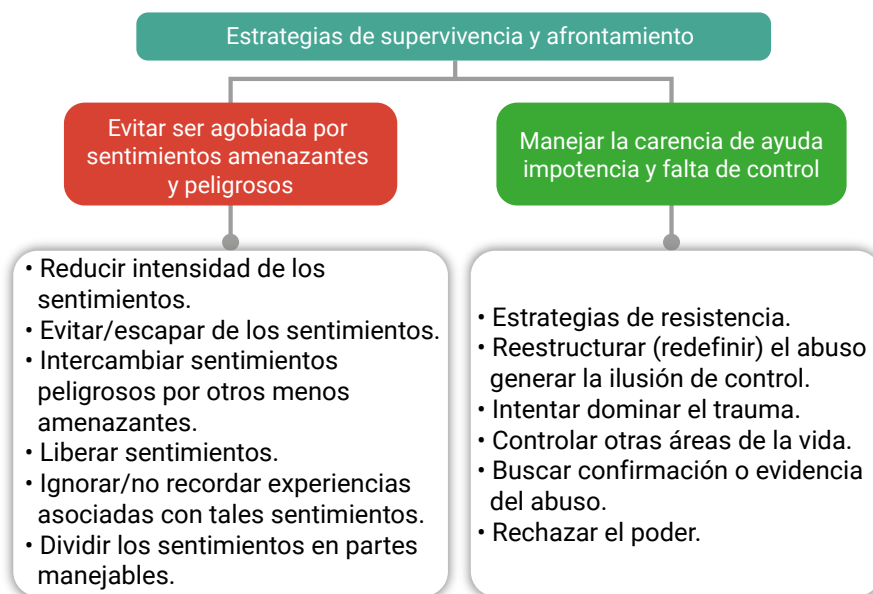 Estrategias de supervivencia y afrontamiento
Evitar ser agobiada por
sentimientos amenazantes
y peligrosos
Manejar la carencia de ayuda
impotencia y falta de control
• Reducir intensidad de los
sentimientos.
• Evitar/escapar de los sentimientos.
• Intercambiar sentimientos
peligrosos por otros menos
amenazantes.
• Liberar sentimientos.
• Ignorar/no recordar experiencias
asociadas con tales sentimientos.
• Dividir los sentimientos en partes
manejables.
• Estrategias de resistencia.
• Reestructurar (redefinir) el abuso
generar la ilusión de control.
• Intentar dominar el trauma.
• Controlar otras áreas de la vida.
• Buscar confirmación o evidencia
del abuso.
• Rechazar el poder.